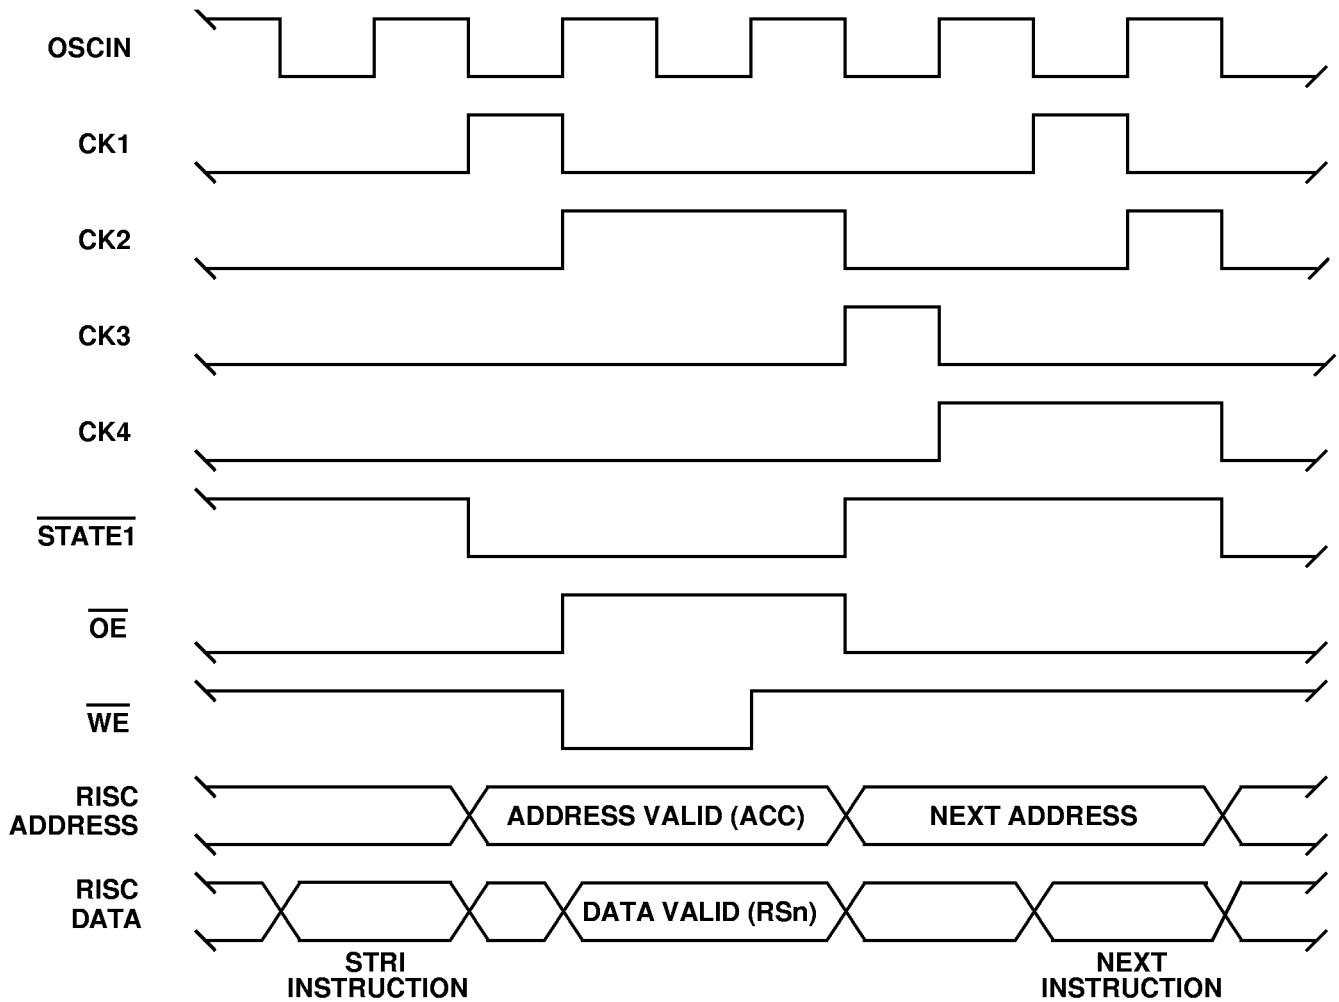 OSCIN
CK1
CK2
CK3
CK4
STATE1
OE
WE
RISC
ADDRESS
ADDRESS VALID (ACC)
NEXT ADDRESS
RISC
DATA
DATA VALID (RSn)
STRI
INSTRUCTION
NEXT
INSTRUCTION